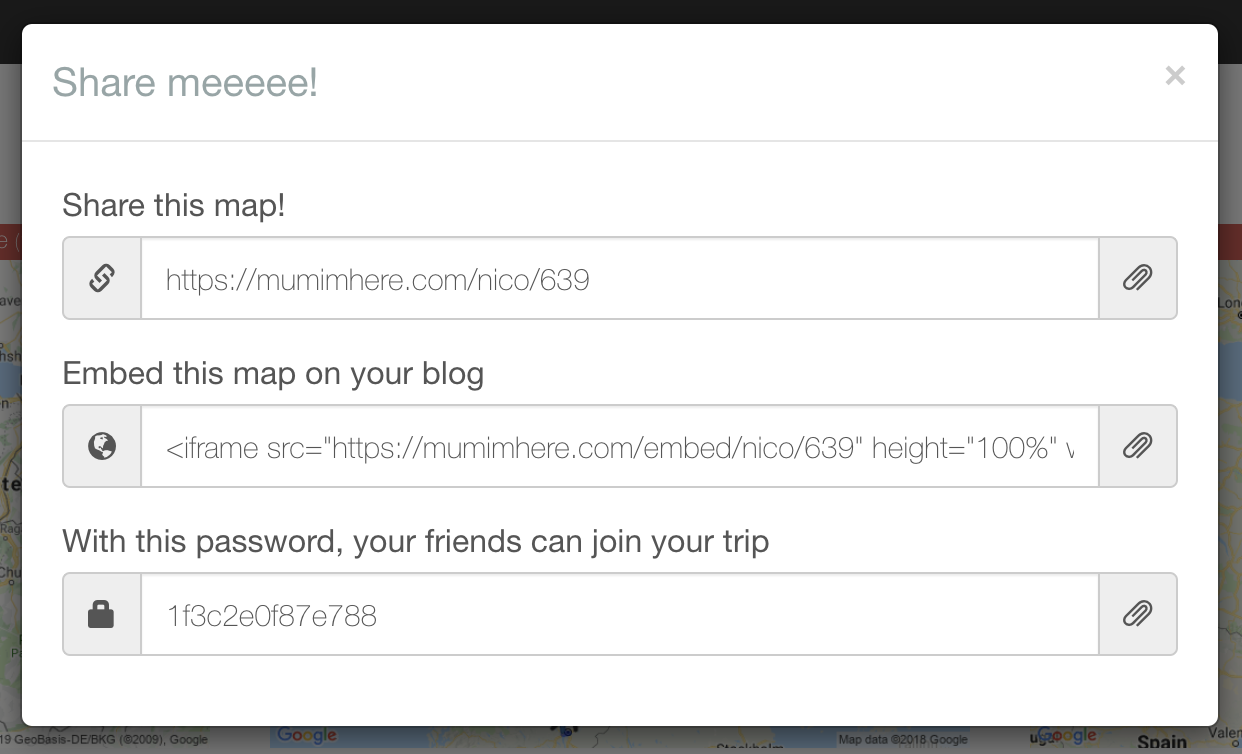 Share meeeee!
×
Share this map!
https://mumimhere.com/nico/639
Embed this map on your blog
<iframe src="https://mumimhere.com/embed/nico/639" height="100%"
With this password, your friends can join your trip
1f3c2e0f87e788
19 GeoBasis-DE/BKG (©2009), Google
Google
Map data ©2018 Google
Google
Spain